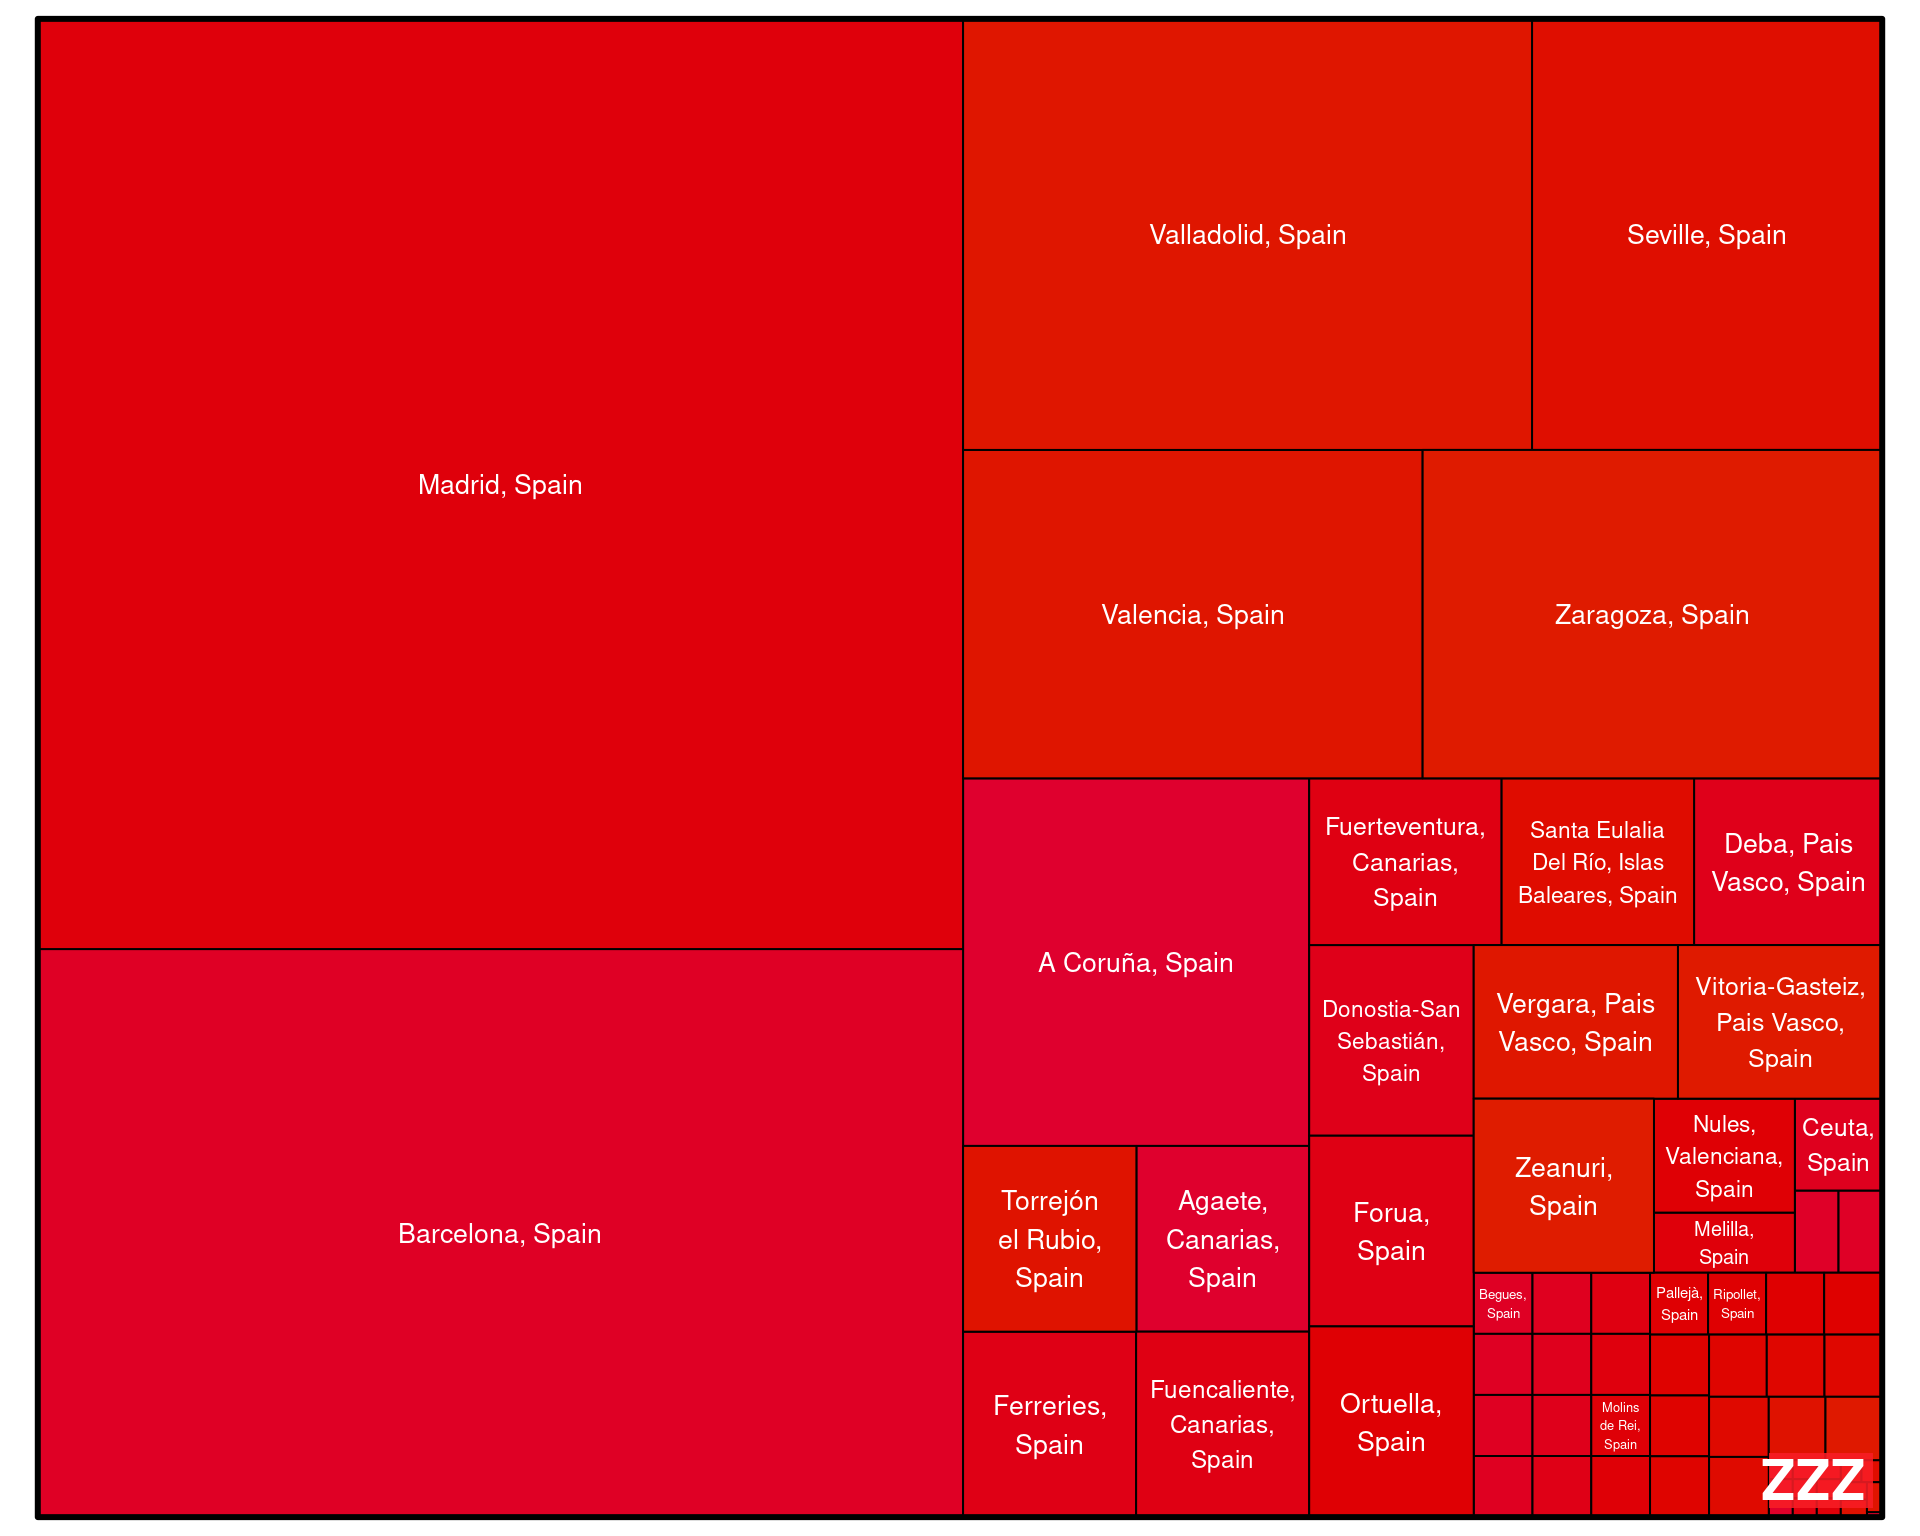 Madrid, Spain
Barcelona, Spain
Valladolid, Spain
Seville, Spain
Valencia, Spain
Zaragoza, Spain
A Coruña, Spain
Fuerteventura,
Canarias,
Spain
Santa Eulalia
Del Río, Islas
Baleares, Spain
Deba, Pais
Vasco, Spain
Donostia-San
Sebastián,
Spain
Vergara, Pais
Vasco, Spain
Vitoria-Gasteiz,
Pais Vasco,
Spain
Torrejón
el Rubio,
Spain
Agaete,
Canarias,
Spain
Ferreries,
Spain
Fuencaliente,
Canarias,
Spain
Forua,
Spain
Ortuella,
Spain
Zeanuri,
Spain
Nules,
Valenciana,
Spain
Ceuta,
Spain
Melilla,
Spain
Begues,
Spain
Pallejà,
Spain
Ripollet,
Spain
Molins
de Rei,
Spain
ZZZ